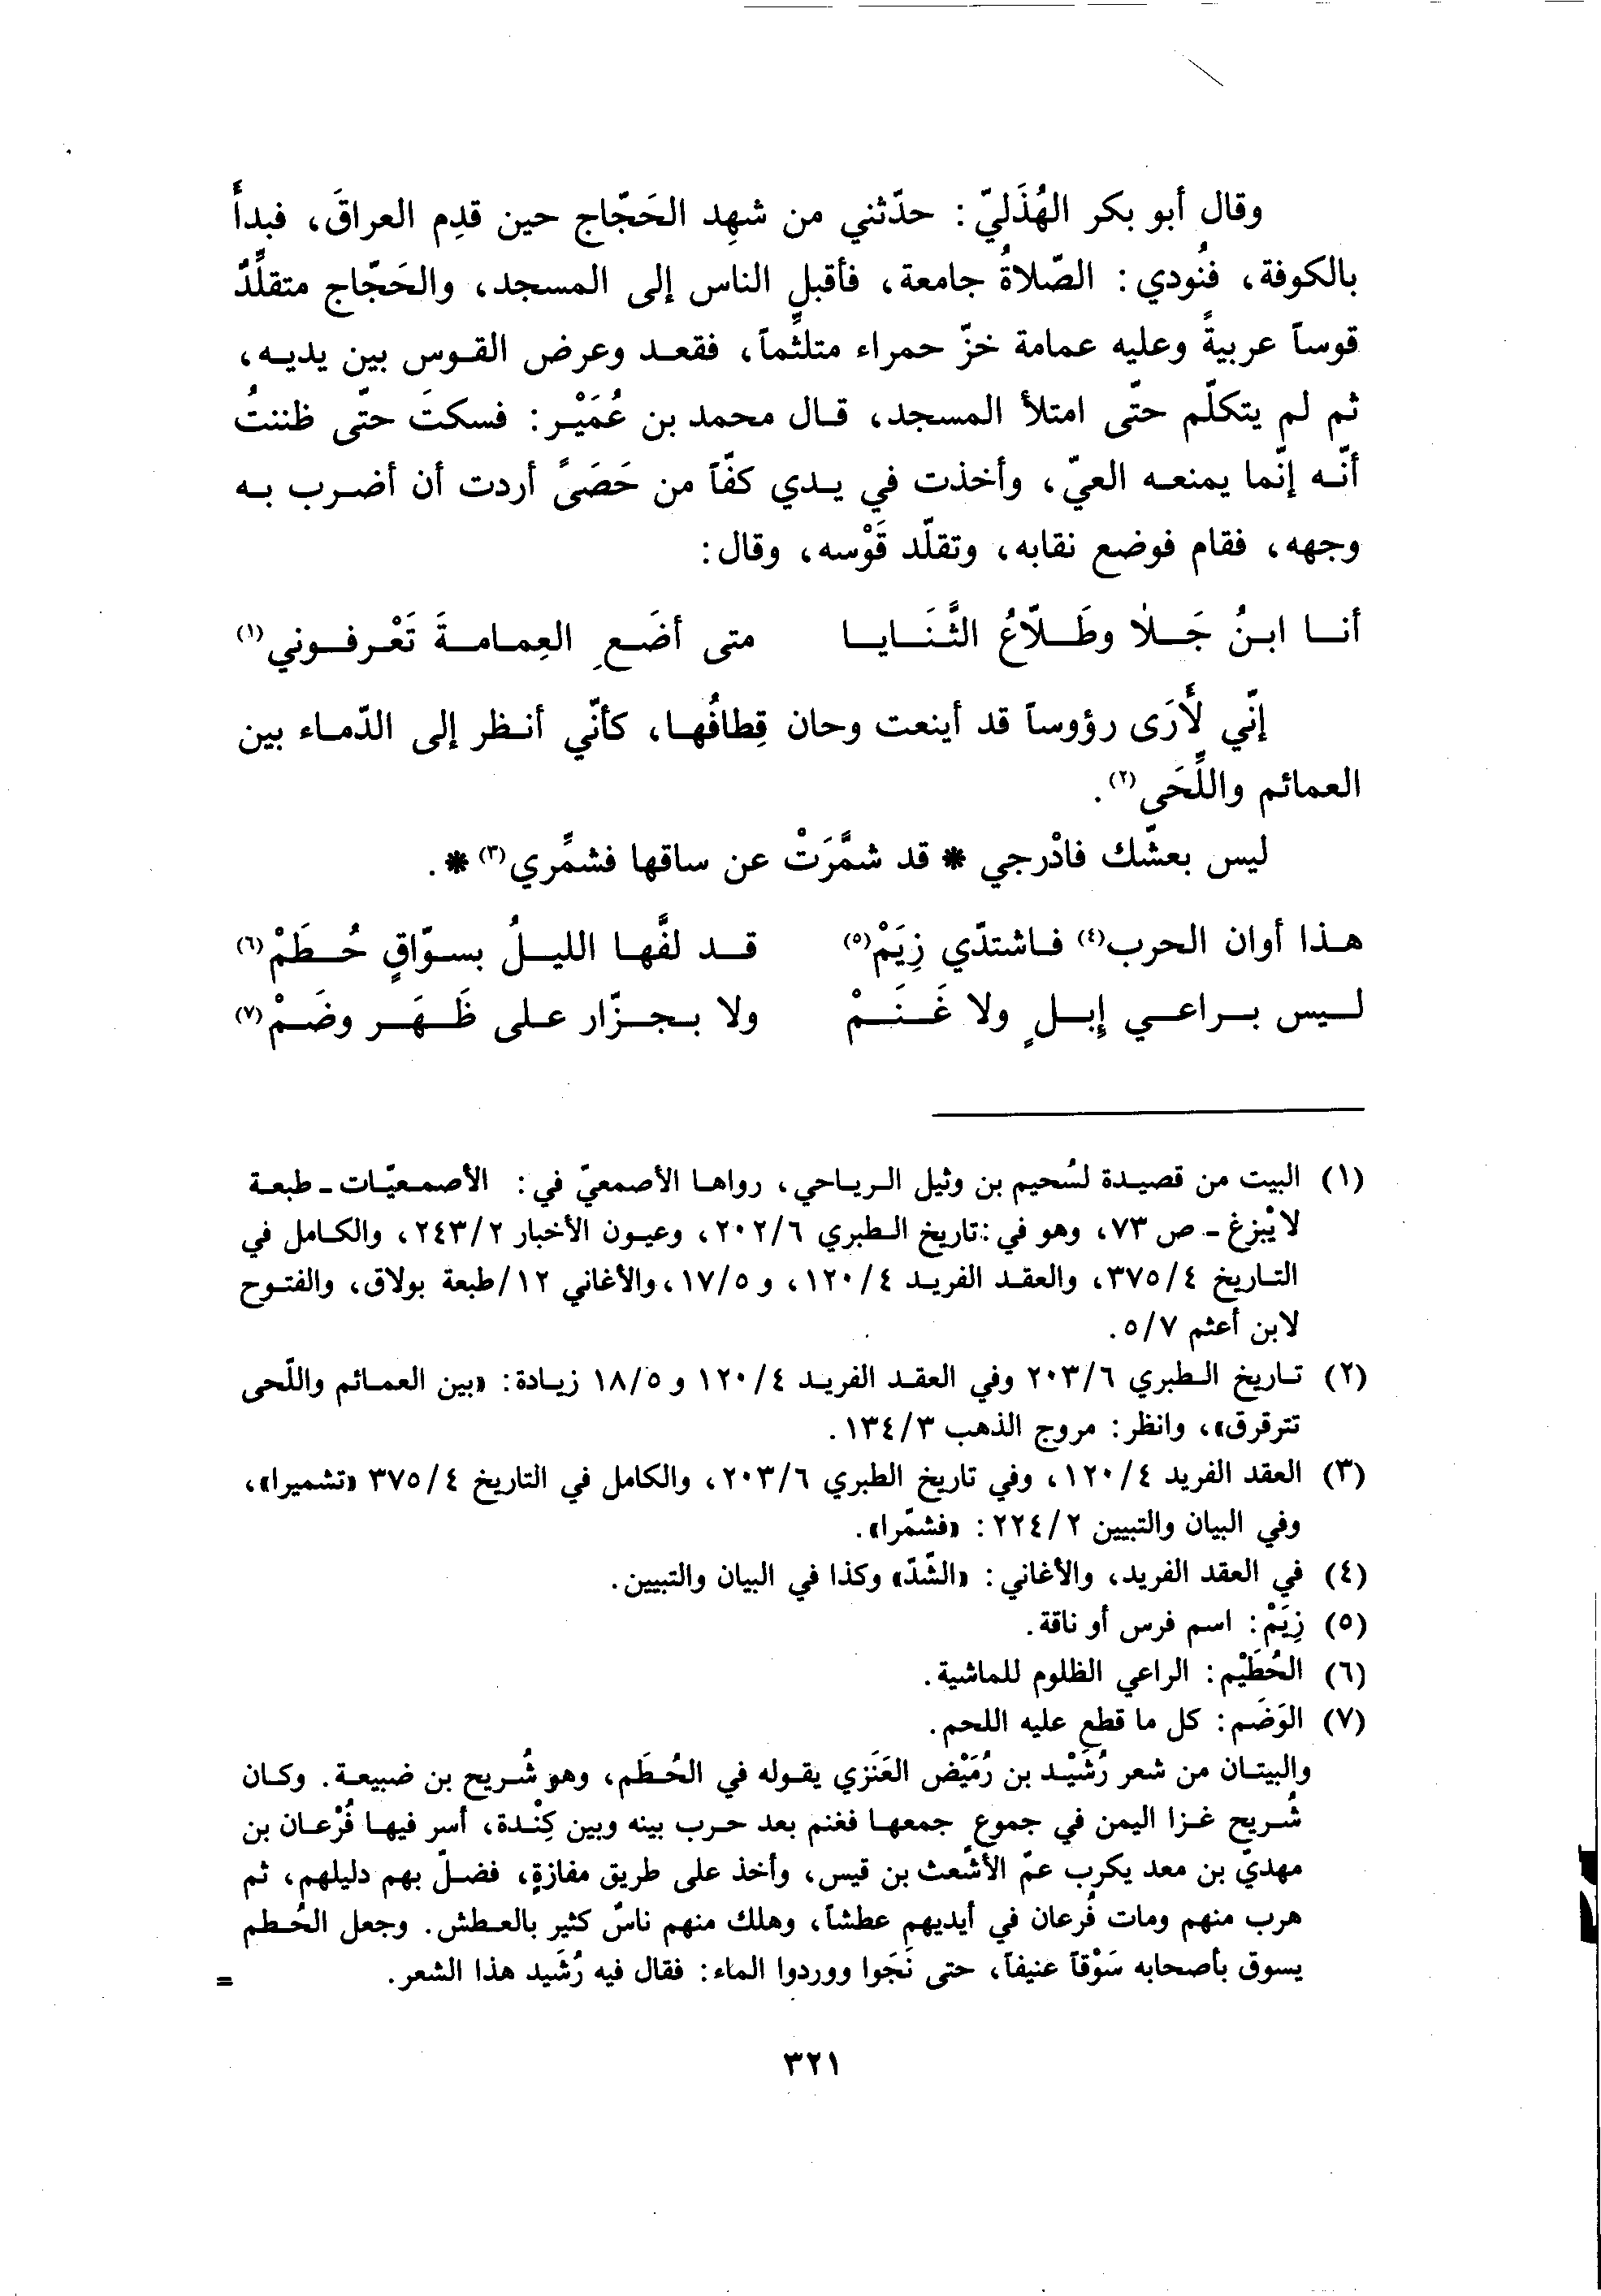 وقال أبو بكر الهُذَليّ: حدّثني من شهِد الحَجّاج حين قدِم العراقَ، فبدأَ
بالكوفة، فنُودي: الصّلاةُ جامعة، فأقبل الناس إلى المسجد، والحَجّاج متقلِّدٌ
قوساً عربيةً وعليه عمامة خزّ حمراء متلثِّماً، فقعد وعرض القوس بين يديه،
ثم لم يتكلّم حتّى امتلأ المسجد، قال محمد بن عُمَيْر: فسكتَ حتّى ظننتُ
أنّه إنّما يمنعه العيّ، وأخذت في يدي كفّاً من حَصَىً أردت أن أضرب به
وجهه، فقام فوضع نقابه، وتقلّد قَوْسه، وقال:
أنا ابنُ جَلا وطَلّاعُ الثَّنَايا متى أضَعِ العِمامةَ تَعْرفوني(١)
إنّي لَأَرَى رؤوساً قد أينعت وحان قِطافُها، كأنّي أنظر إلى الدّماء بين
العمائم واللِّحَى(٢).
ليس بعشّك فادْرجي * قد شمَّرَتْ عن ساقها فشمِّري(٣) *.
هذا أوان الحرب(٤) فاشتدّي زِيَمْ(٥) قد لفَّها الليلُ بسوّاقٍ حُطَمْ(٦)
ليس براعي إِبلٍ ولا غَنَمْ ولا بجزّار على ظَهَر وضَمْ(٧)
(١) البيت من قصيدة لسُحيم بن وثيل الرياحي، رواها الأصمعيّ في: الأصمعيّات - طبعة
لايْبزغ - ص ٧٣، وهو في: تاريخ الطبري ٢٠٢/٦، وعيون الأخبار ٢٤٣/٢، والكامل في
التاريخ ٣٧٥/٤، والعقد الفريد ١٢٠/٤، و ١٧/٥، والأغاني ١٢/طبعة بولاق، والفتوح
لابن أعثم ٥/٧.
(٢) تاريخ الطبري ٢٠٣/٦ وفي العقد الفريد ١٢٠/٤ و ١٨/٥ زيادة: «بين العمائم واللّحى
تترقرق»، وانظر: مروج الذهب ١٣٤/٣.
(٣) العقد الفريد ١٢٠/٤، وفي تاريخ الطبري ٢٠٣/٦، والكامل في التاريخ ٣٧٥/٤ «تشميرا»،
وفي البيان والتبيين ٢٢٤/٢: «فشمّرا».
(٤) في العقد الفريد، والأغاني: «الشّدّ» وكذا في البيان والتبيين.
(٥) زِيَمْ: اسم فرس أو ناقة.
(٦) الحُطَيْم: الراعي الظلوم للماشية.
(٧) الوَضَم: كل ما قطع عليه اللحم.
والبيتان من شعر رُشَيْد بن رُمَيْض العَنَزي يقوله في الحُطَم، وهو شُريح بن ضبيعة. وكان
شُريح غزا اليمن في جموعٍ جمعها فغنم بعد حرب بينه وبين كِنْدة، أسر فيها فُرْعان بن
مهديّ بن معد يكرب عمّ الأشعث بن قيس، وأخذ على طريق مفازةٍ، فضلّ بهم دليلهم، ثم
هرب منهم ومات فُرعان في أيديهم عطشاً، وهلك منهم ناسٌ كثير بالعطش. وجعل الحُطم
يسوق بأصحابه سَوْقاً عنيفاً، حتى نَجَوا ووردوا الماء: فقال فيه رُشَيد هذا الشعر. =
٣٢١